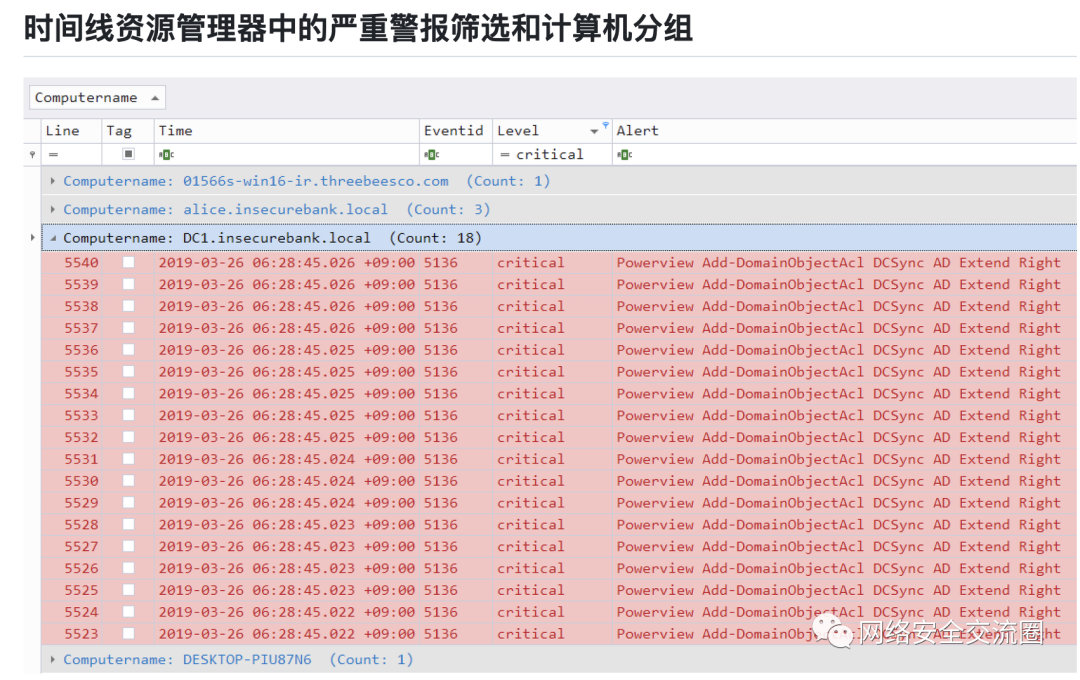 时间线资源管理器中的严重警报筛选和计算机分组
Computername
Line Tag Time Eventid Level Alert
= = critical
Computername: 01566s-win16-ir.threebeesco.com (Count: 1)
Computername: alice.insecurebank.local (Count: 3)
Computername: DC1.insecurebank.local (Count: 18)
5540 2019-03-26 06:28:45.026 +09:00 5136 critical Powerview Add-DomainObjectAcl DCSync AD Extend Right
5539 2019-03-26 06:28:45.026 +09:00 5136 critical Powerview Add-DomainObjectAcl DCSync AD Extend Right
5538 2019-03-26 06:28:45.026 +09:00 5136 critical Powerview Add-DomainObjectAcl DCSync AD Extend Right
5537 2019-03-26 06:28:45.026 +09:00 5136 critical Powerview Add-DomainObjectAcl DCSync AD Extend Right
5536 2019-03-26 06:28:45.025 +09:00 5136 critical Powerview Add-DomainObjectAcl DCSync AD Extend Right
5535 2019-03-26 06:28:45.025 +09:00 5136 critical Powerview Add-DomainObjectAcl DCSync AD Extend Right
5534 2019-03-26 06:28:45.025 +09:00 5136 critical Powerview Add-DomainObjectAcl DCSync AD Extend Right
5533 2019-03-26 06:28:45.025 +09:00 5136 critical Powerview Add-DomainObjectAcl DCSync AD Extend Right
5532 2019-03-26 06:28:45.025 +09:00 5136 critical Powerview Add-DomainObjectAcl DCSync AD Extend Right
5531 2019-03-26 06:28:45.024 +09:00 5136 critical Powerview Add-DomainObjectAcl DCSync AD Extend Right
5530 2019-03-26 06:28:45.024 +09:00 5136 critical Powerview Add-DomainObjectAcl DCSync AD Extend Right
5529 2019-03-26 06:28:45.024 +09:00 5136 critical Powerview Add-DomainObjectAcl DCSync AD Extend Right
5528 2019-03-26 06:28:45.023 +09:00 5136 critical Powerview Add-DomainObjectAcl DCSync AD Extend Right
5527 2019-03-26 06:28:45.023 +09:00 5136 critical Powerview Add-DomainObjectAcl DCSync AD Extend Right
5526 2019-03-26 06:28:45.023 +09:00 5136 critical Powerview Add-DomainObjectAcl DCSync AD Extend Right
5525 2019-03-26 06:28:45.023 +09:00 5136 critical Powerview Add-DomainObjectAcl DCSync AD Extend Right
5524 2019-03-26 06:28:45.022 +09:00 5136 critical Powerview Add-DomainObjectAcl DCSync AD Extend Right
5523 2019-03-26 06:28:45.022 +09:00 5136 critical Powerview Add-DomainObj
网络安全交流圈
Computername: DESKTOP-PIU87N6 (Count: 1)